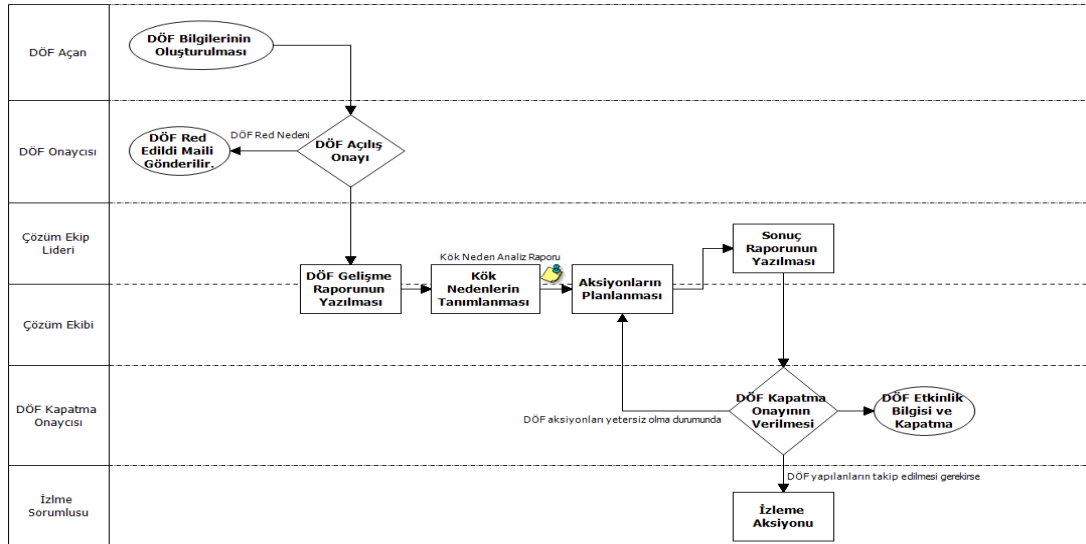 DÖF Açan
DÖF Bilgilerinin
Oluşturulması
DÖF Onaycısı
DÖF Red
Edildi Maili
Gönderilir.
DÖF Red Nedeni
DÖF Açılış
Onayı
Çözüm Ekip
Lideri
Sonuç
Raporunun
Yazılması
Kök Neden Analiz Raporu
DÖF Gelişme
Raporunun
Yazılması
Kök
Nedenlerin
Tanımlanması
Aksiyonların
Planlanması
Çözüm Ekibi
DÖF Kapatma
Onaycısı
DÖF aksiyonları yetersiz olma durumunda
DÖF Kapatma
Onayının
Verilmesi
DÖF Etkinlik
Bilgisi ve
Kapatma
DÖF yapılanların takip edilmesi gerekirse
İzlme
Sorumlusu
İzleme
Aksiyonu